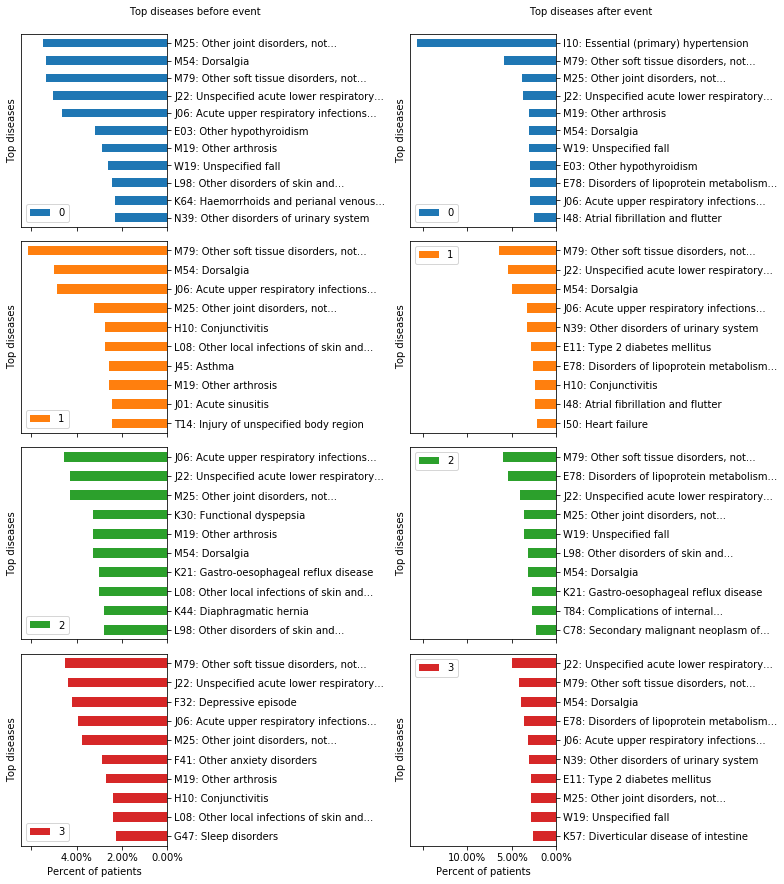 Top diseases before event
Top diseases
M25: Other joint disorders, not...
M54: Dorsalgia
M79: Other soft tissue disorders, not...
J22: Unspecified acute lower respiratory...
J06: Acute upper respiratory infections...
E03: Other hypothyroidism
M19: Other arthrosis
W19: Unspecified fall
L98: Other disorders of skin and...
K64: Haemorrhoids and perianal venous...
N39: Other disorders of urinary system
0
Top diseases
M79: Other soft tissue disorders, not...
M54: Dorsalgia
J06: Acute upper respiratory infections...
M25: Other joint disorders, not...
H10: Conjunctivitis
L08: Other local infections of skin and...
J45: Asthma
M19: Other arthrosis
J01: Acute sinusitis
T14: Injury of unspecified body region
1
Top diseases
J06: Acute upper respiratory infections...
J22: Unspecified acute lower respiratory...
M25: Other joint disorders, not...
K30: Functional dyspepsia
M19: Other arthrosis
M54: Dorsalgia
K21: Gastro-oesophageal reflux disease
L08: Other local infections of skin and...
K44: Diaphragmatic hernia
L98: Other disorders of skin and...
2
Top diseases
M79: Other soft tissue disorders, not...
J22: Unspecified acute lower respiratory...
F32: Depressive episode
J06: Acute upper respiratory infections...
M25: Other joint disorders, not...
F41: Other anxiety disorders
M19: Other arthrosis
H10: Conjunctivitis
L08: Other local infections of skin and...
G47: Sleep disorders
3
4.00% 2.00% 0.00%
Percent of patients
Top diseases after event
Top diseases
I10: Essential (primary) hypertension
M79: Other soft tissue disorders, not...
M25: Other joint disorders, not...
J22: Unspecified acute lower respiratory...
M19: Other arthrosis
M54: Dorsalgia
W19: Unspecified fall
E03: Other hypothyroidism
E78: Disorders of lipoprotein metabolism...
J06: Acute upper respiratory infections...
I48: Atrial fibrillation and flutter
0
Top diseases
1
M79: Other soft tissue disorders, not...
J22: Unspecified acute lower respiratory...
M54: Dorsalgia
J06: Acute upper respiratory infections...
N39: Other disorders of urinary system
E11: Type 2 diabetes mellitus
E78: Disorders of lipoprotein metabolism...
H10: Conjunctivitis
I48: Atrial fibrillation and flutter
I50: Heart failure
Top diseases
2
M79: Other soft tissue disorders, not...
E78: Disorders of lipoprotein metabolism...
J22: Unspecified acute lower respiratory...
M25: Other joint disorders, not...
W19: Unspecified fall
L98: Other disorders of skin and...
M54: Dorsalgia
K21: Gastro-oesophageal reflux disease
T84: Complications of internal...
C78: Secondary malignant neoplasm of...
Top diseases
3
J22: Unspecified acute lower respiratory...
M79: Other soft tissue disorders, not...
M54: Dorsalgia
E78: Disorders of lipoprotein metabolism...
J06: Acute upper respiratory infections...
N39: Other disorders of urinary system
E11: Type 2 diabetes mellitus
M25: Other joint disorders, not...
W19: Unspecified fall
K57: Diverticular disease of intestine
10.00% 5.00% 0.00%
Percent of patients